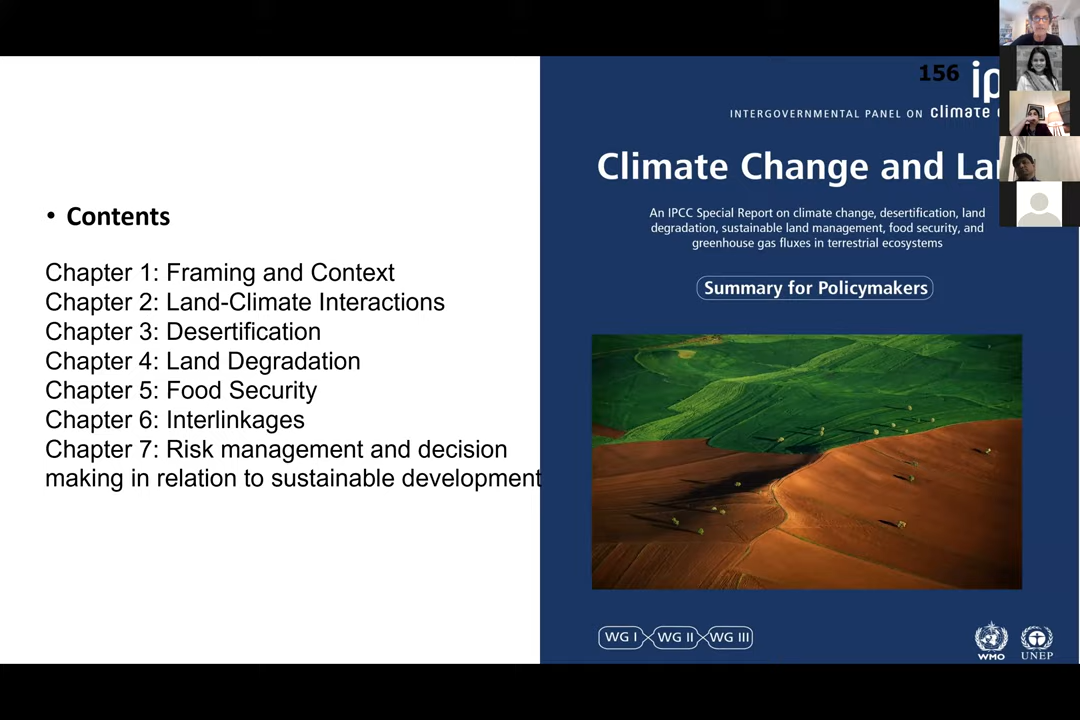 • Contents
Chapter 1: Framing and Context
Chapter 2: Land-Climate Interactions
Chapter 3: Desertification
Chapter 4: Land Degradation
Chapter 5: Food Security
Chapter 6: Interlinkages
Chapter 7: Risk management and decision
making in relation to sustainable development
156
ip
INTERGOVERNMENTAL PANEL ON climate
Climate Change and La
An IPCC Special Report on climate change, desertification, land
degradation, sustainable land management, food security, and
greenhouse gas fluxes in terrestrial ecosystems
Summary for Policymakers
WG I WG II WG III
WMO UNEP